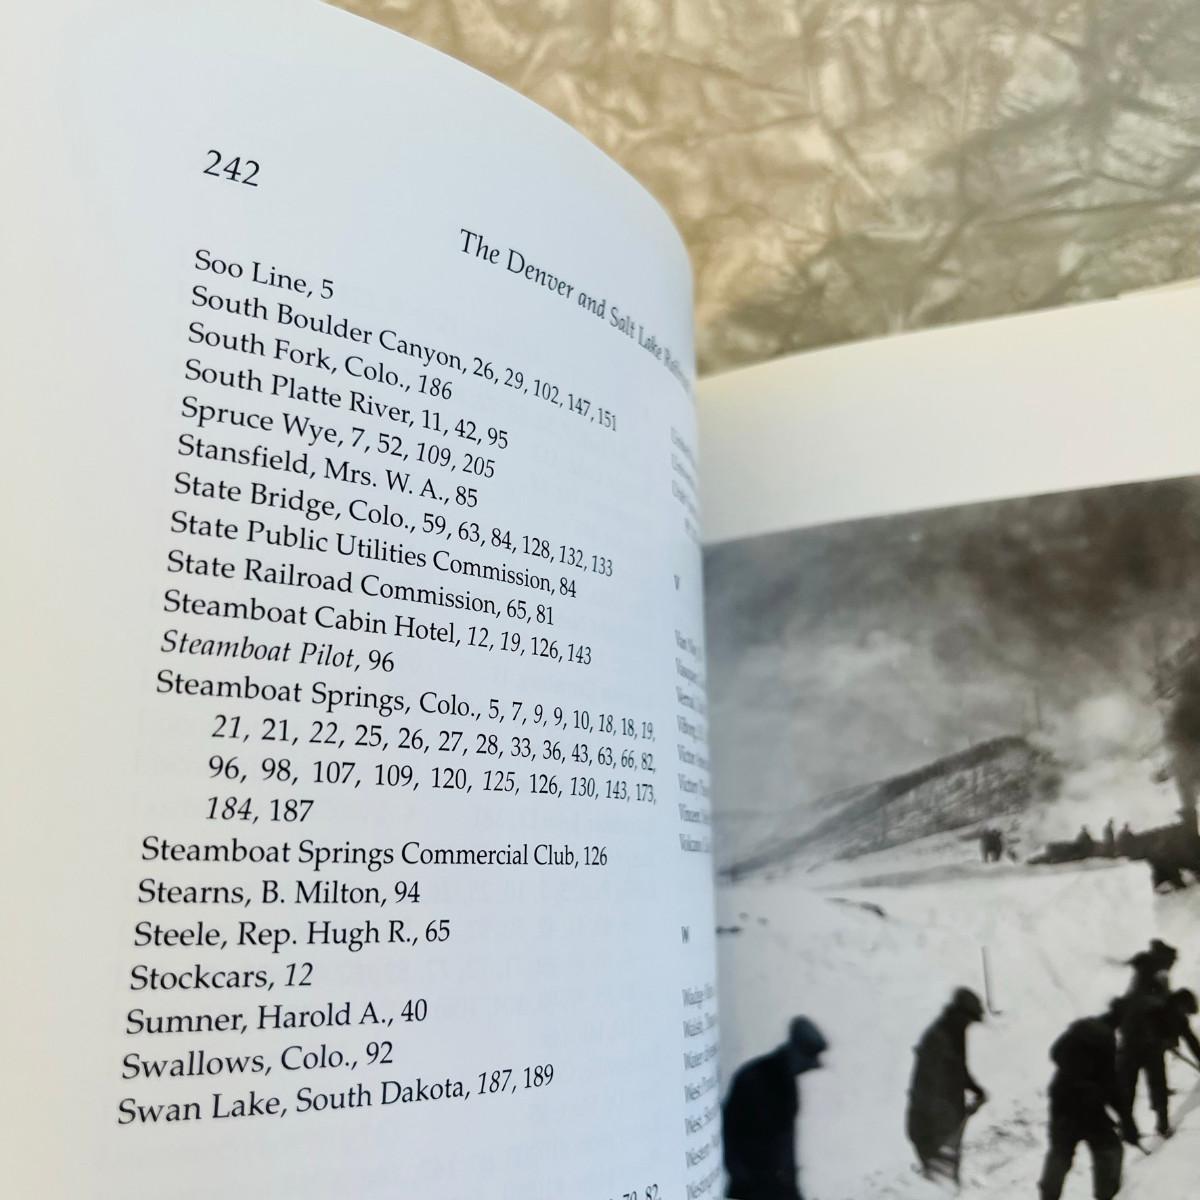 242
The Denver and Salt Lake
Soo Line, 5
South Boulder Canyon, 26, 29, 102, 147, 151
South Fork, Colo., 186
South Platte River, 11, 42, 95
Spruce Wye, 7, 52, 109, 205
Stansfield, Mrs. W. A., 85
State Bridge, Colo., 59, 63, 84, 128, 132, 133
State Public Utilities Commission, 84
State Railroad Commission, 65, 81
Steamboat Cabin Hotel, 12, 19, 126, 143
Steamboat Pilot, 96
Steamboat Springs, Colo., 5, 7, 9, 9, 10, 18, 18, 19,
21, 21, 22, 25, 26, 27, 28, 33, 36, 43, 63, 66, 82,
96, 98, 107, 109, 120, 125, 126, 130, 143, 173,
184, 187
Steamboat Springs Commercial Club, 126
Stearns, B. Milton, 94
Steele, Rep. Hugh R., 65
Stockcars, 12
Sumner, Harold A., 40
Swallows, Colo., 92
Swan Lake, South Dakota, 187, 189
V
W